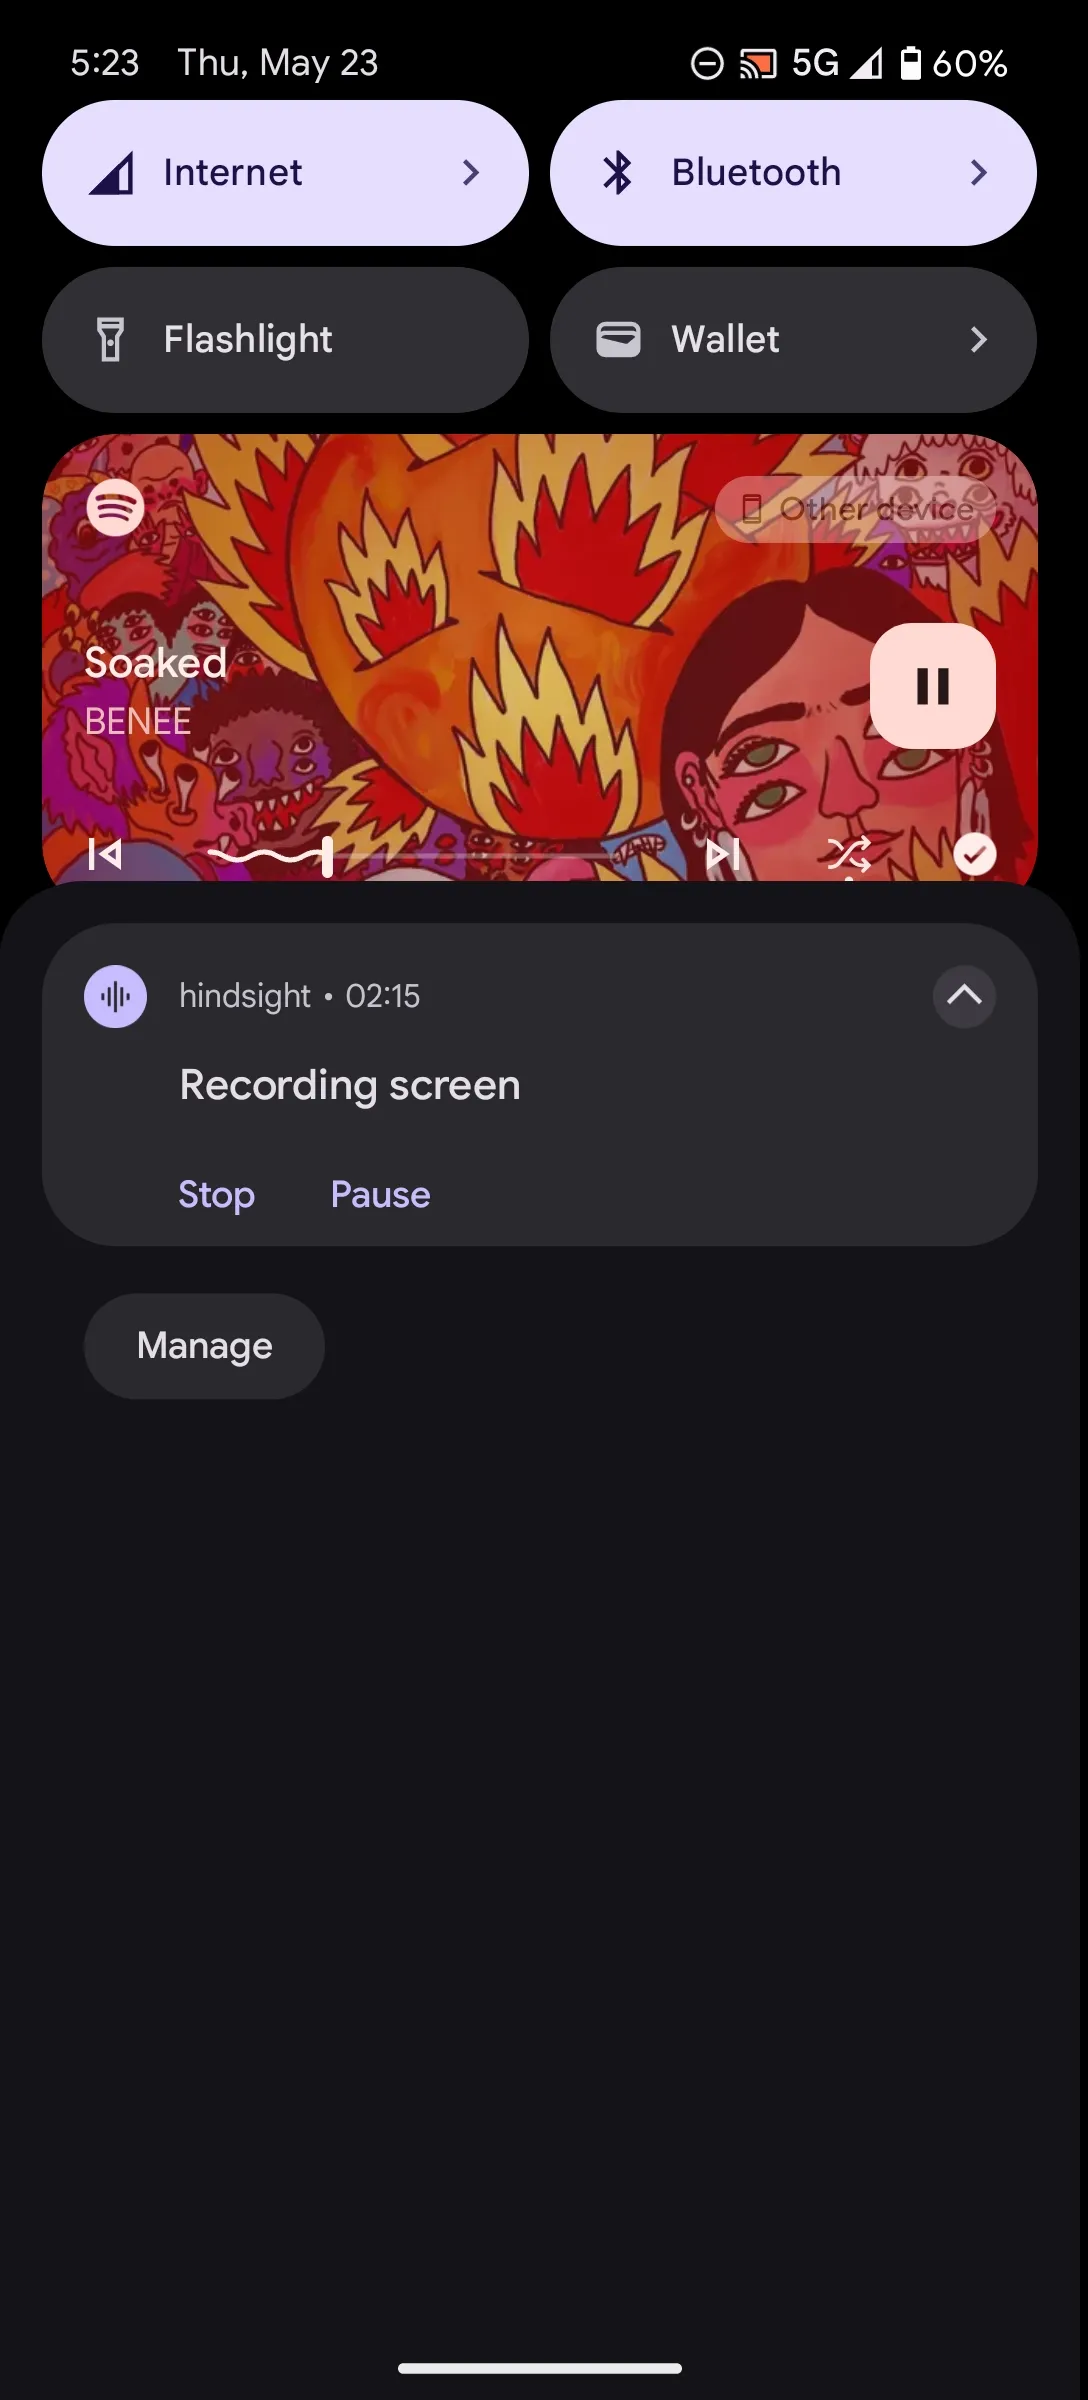 5:23 Thu, May 23 5G 60%
Internet
Bluetooth
Flashlight
Wallet
Other device
Soaked
BENEE
hindsight • 02:15
Recording screen
Stop Pause
Manage